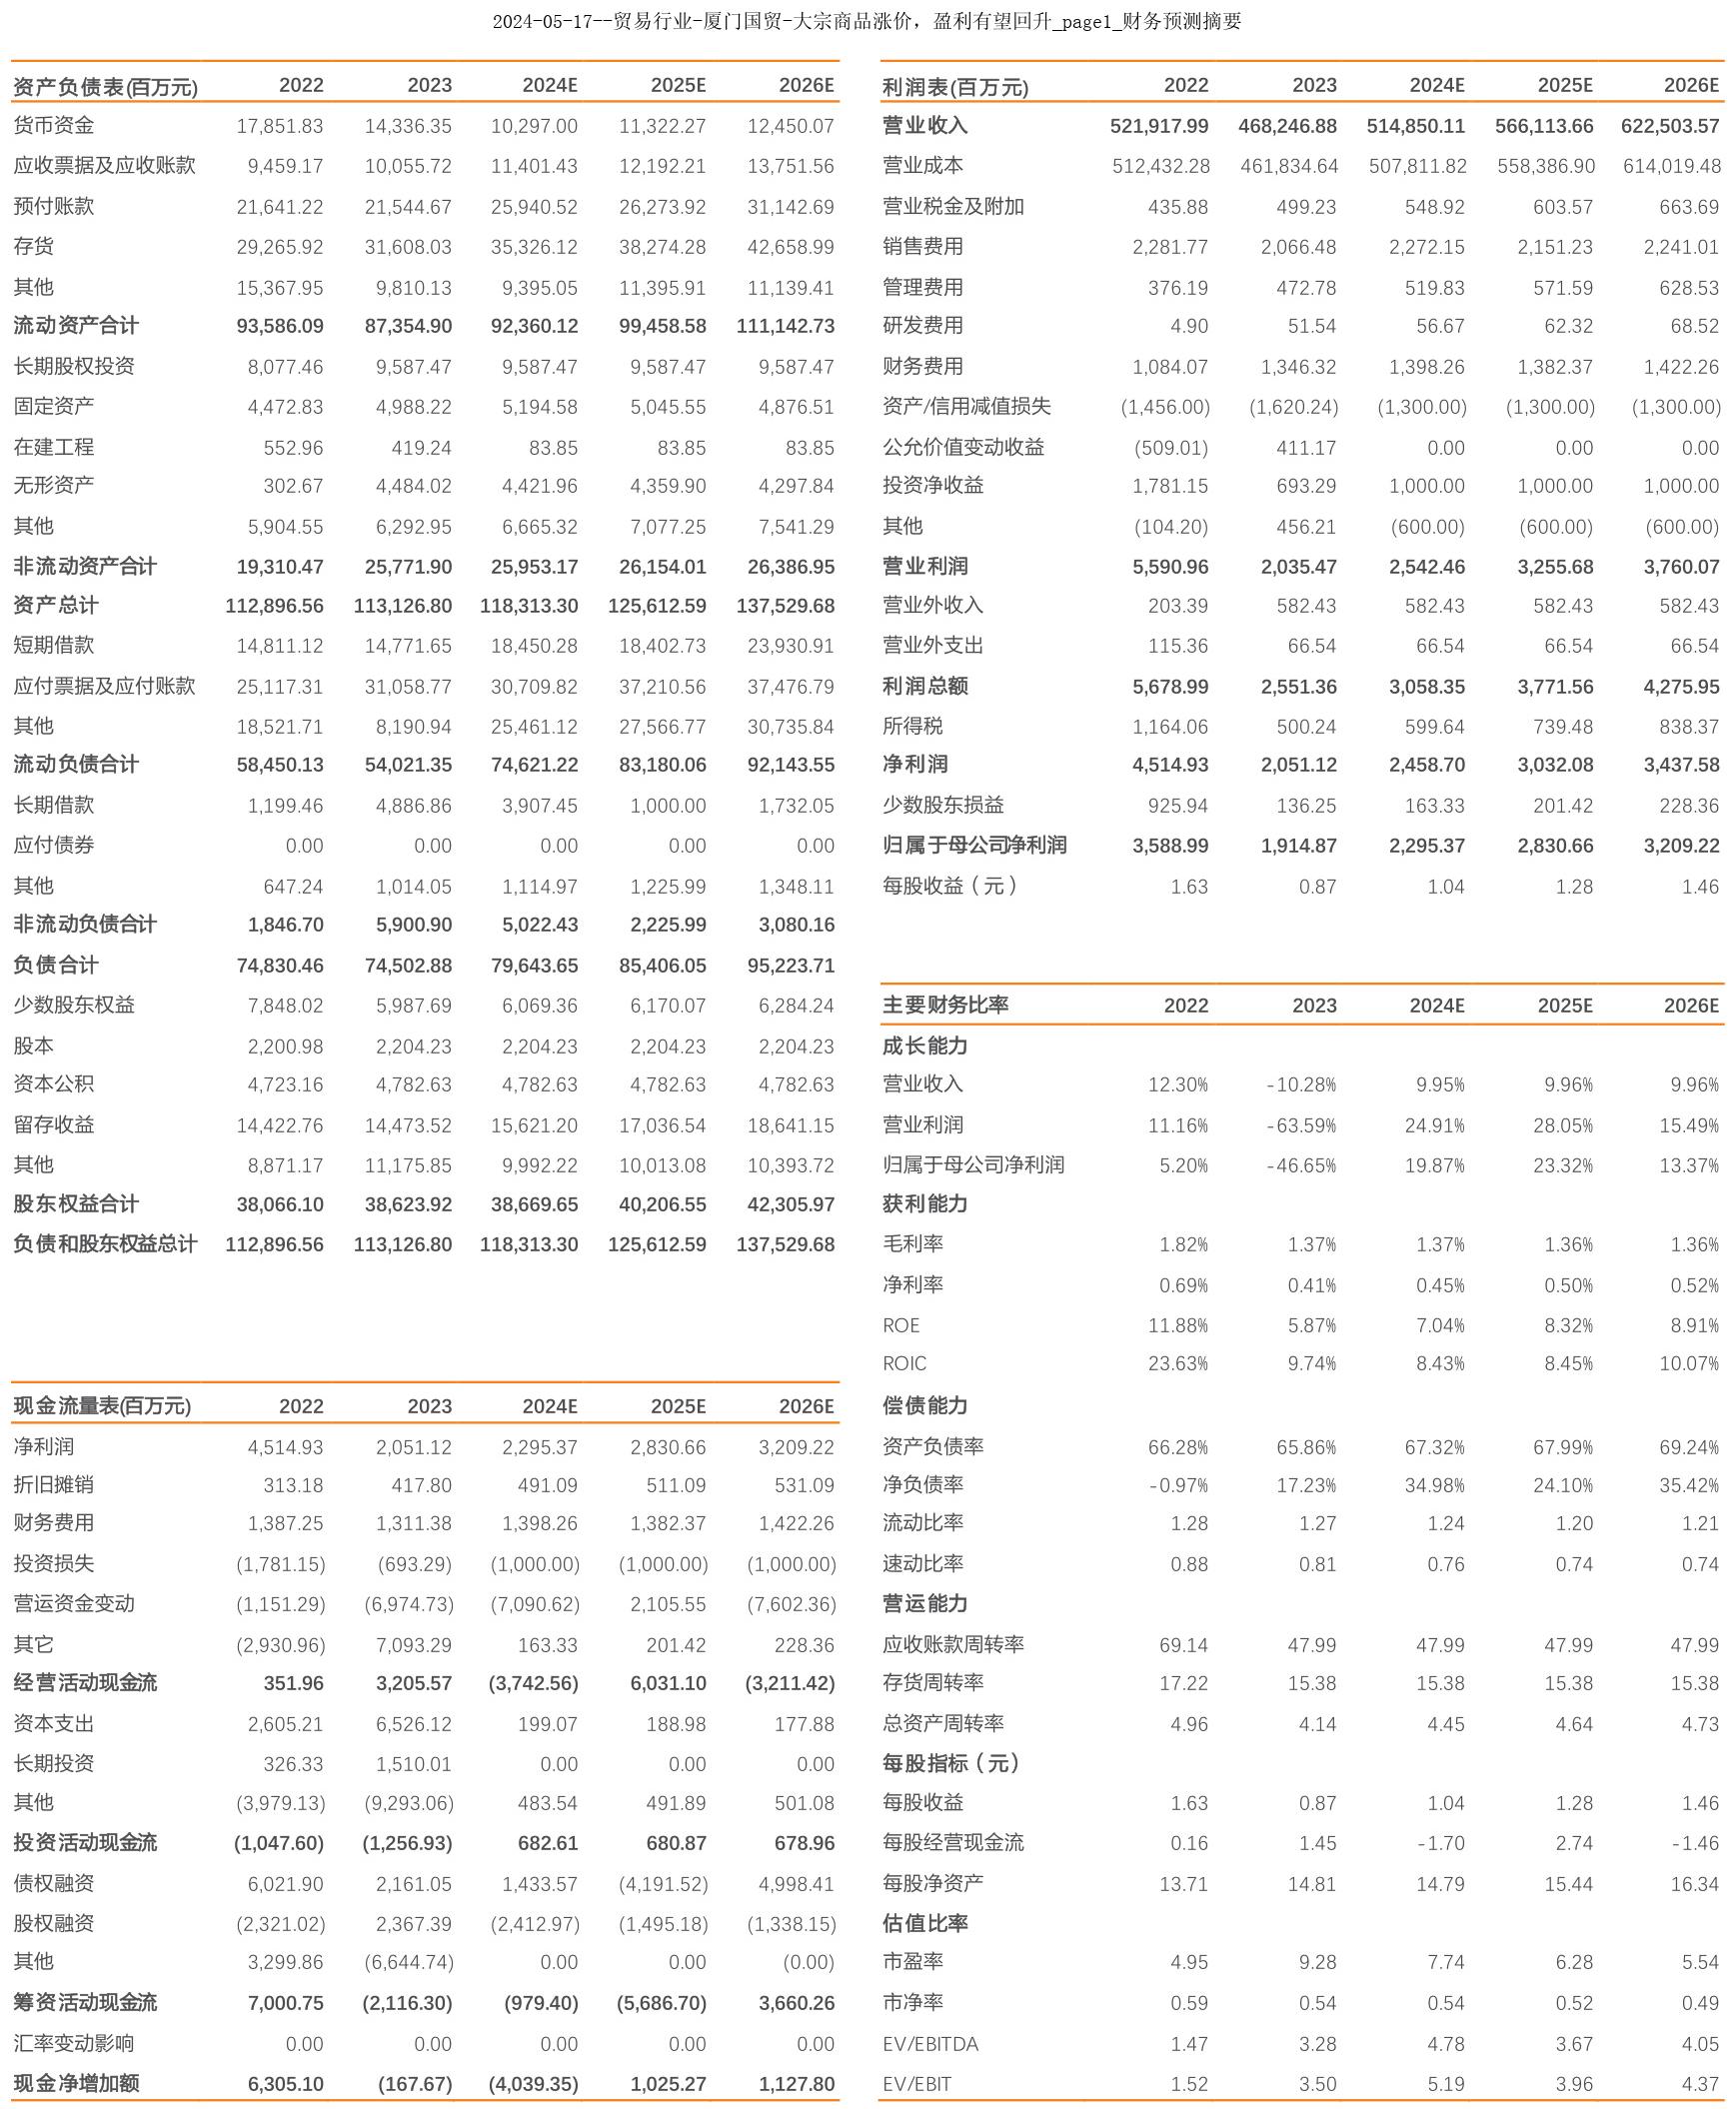 2024-05-17--贸易行业-厦门国贸-大宗商品涨价，盈利有望回升_page1_财务预测摘要
资产负债表(百万元) 2022 2023 2024E 2025E 2026E
货币资金 17,851.83 14,336.35 10,297.00 11,322.27 12,450.07
应收票据及应收账款 9,459.17 10,055.72 11,401.43 12,192.21 13,751.56
预付账款 21,641.22 21,544.67 25,940.52 26,273.92 31,142.69
存货 29,265.92 31,608.03 35,326.12 38,274.28 42,658.99
其他 15,367.95 9,810.13 9,395.05 11,395.91 11,139.41
流动资产合计 93,586.09 87,354.90 92,360.12 99,458.58 111,142.73
长期股权投资 8,077.46 9,587.47 9,587.47 9,587.47 9,587.47
固定资产 4,472.83 4,988.22 5,194.58 5,045.55 4,876.51
在建工程 552.96 419.24 83.85 83.85 83.85
无形资产 302.67 4,484.02 4,421.96 4,359.90 4,297.84
其他 5,904.55 6,292.95 6,665.32 7,077.25 7,541.29
非流动资产合计 19,310.47 25,771.90 25,953.17 26,154.01 26,386.95
资产总计 112,896.56 113,126.80 118,313.30 125,612.59 137,529.68
短期借款 14,811.12 14,771.65 18,450.28 18,402.73 23,930.91
应付票据及应付账款 25,117.31 31,058.77 30,709.82 37,210.56 37,476.79
其他 18,521.71 8,190.94 25,461.12 27,566.77 30,735.84
流动负债合计 58,450.13 54,021.35 74,621.22 83,180.06 92,143.55
长期借款 1,199.46 4,886.86 3,907.45 1,000.00 1,732.05
应付债券 0.00 0.00 0.00 0.00 0.00
其他 647.24 1,014.05 1,114.97 1,225.99 1,348.11
非流动负债合计 1,846.70 5,900.90 5,022.43 2,225.99 3,080.16
负债合计 74,830.46 74,502.88 79,643.65 85,406.05 95,223.71
少数股东权益 7,848.02 5,987.69 6,069.36 6,170.07 6,284.24
股本 2,200.98 2,204.23 2,204.23 2,204.23 2,204.23
资本公积 4,723.16 4,782.63 4,782.63 4,782.63 4,782.63
留存收益 14,422.76 14,473.52 15,621.20 17,036.54 18,641.15
其他 8,871.17 11,175.85 9,992.22 10,013.08 10,393.72
股东权益合计 38,066.10 38,623.92 38,669.65 40,206.55 42,305.97
负债和股东权益总计 112,896.56 113,126.80 118,313.30 125,612.59 137,529.68
现金流量表(百万元) 2022 2023 2024E 2025E 2026E
净利润 4,514.93 2,051.12 2,295.37 2,830.66 3,209.22
折旧摊销 313.18 417.80 491.09 511.09 531.09
财务费用 1,387.25 1,311.38 1,398.26 1,382.37 1,422.26
投资损失 (1,781.15) (693.29) (1,000.00) (1,000.00) (1,000.00)
营运资金变动 (1,151.29) (6,974.73) (7,090.62) 2,105.55 (7,602.36)
其它 (2,930.96) 7,093.29 163.33 201.42 228.36
经营活动现金流 351.96 3,205.57 (3,742.56) 6,031.10 (3,211.42)
资本支出 2,605.21 6,526.12 199.07 188.98 177.88
长期投资 326.33 1,510.01 0.00 0.00 0.00
其他 (3,979.13) (9,293.06) 483.54 491.89 501.08
投资活动现金流 (1,047.60) (1,256.93) 682.61 680.87 678.96
债权融资 6,021.90 2,161.05 1,433.57 (4,191.52) 4,998.41
股权融资 (2,321.02) 2,367.39 (2,412.97) (1,495.18) (1,338.15)
其他 3,299.86 (6,644.74) 0.00 0.00 (0.00)
筹资活动现金流 7,000.75 (2,116.30) (979.40) (5,686.70) 3,660.26
汇率变动影响 0.00 0.00 0.00 0.00 0.00
现金净增加额 6,305.10 (167.67) (4,039.35) 1,025.27 1,127.80
利润表(百万元) 2022 2023 2024E 2025E 2026E
营业收入 521,917.99 468,246.88 514,850.11 566,113.66 622,503.57
营业成本 512,432.28 461,834.64 507,811.82 558,386.90 614,019.48
营业税金及附加 435.88 499.23 548.92 603.57 663.69
销售费用 2,281.77 2,066.48 2,272.15 2,151.23 2,241.01
管理费用 376.19 472.78 519.83 571.59 628.53
研发费用 4.90 51.54 56.67 62.32 68.52
财务费用 1,084.07 1,346.32 1,398.26 1,382.37 1,422.26
资产/信用减值损失 (1,456.00) (1,620.24) (1,300.00) (1,300.00) (1,300.00)
公允价值变动收益 (509.01) 411.17 0.00 0.00 0.00
投资净收益 1,781.15 693.29 1,000.00 1,000.00 1,000.00
其他 (104.20) 456.21 (600.00) (600.00) (600.00)
营业利润 5,590.96 2,035.47 2,542.46 3,255.68 3,760.07
营业外收入 203.39 582.43 582.43 582.43 582.43
营业外支出 115.36 66.54 66.54 66.54 66.54
利润总额 5,678.99 2,551.36 3,058.35 3,771.56 4,275.95
所得税 1,164.06 500.24 599.64 739.48 838.37
净利润 4,514.93 2,051.12 2,458.70 3,032.08 3,437.58
少数股东损益 925.94 136.25 163.33 201.42 228.36
归属于母公司净利润 3,588.99 1,914.87 2,295.37 2,830.66 3,209.22
每股收益（元） 1.63 0.87 1.04 1.28 1.46
主要财务比率 2022 2023 2024E 2025E 2026E
成长能力
营业收入 12.30% -10.28% 9.95% 9.96% 9.96%
营业利润 11.16% -63.59% 24.91% 28.05% 15.49%
归属于母公司净利润 5.20% -46.65% 19.87% 23.32% 13.37%
获利能力
毛利率 1.82% 1.37% 1.37% 1.36% 1.36%
净利率 0.69% 0.41% 0.45% 0.50% 0.52%
ROE 11.88% 5.87% 7.04% 8.32% 8.91%
ROIC 23.63% 9.74% 8.43% 8.45% 10.07%
偿债能力
资产负债率 66.28% 65.86% 67.32% 67.99% 69.24%
净负债率 -0.97% 17.23% 34.98% 24.10% 35.42%
流动比率 1.28 1.27 1.24 1.20 1.21
速动比率 0.88 0.81 0.76 0.74 0.74
营运能力
应收账款周转率 69.14 47.99 47.99 47.99 47.99
存货周转率 17.22 15.38 15.38 15.38 15.38
总资产周转率 4.96 4.14 4.45 4.64 4.73
每股指标（元）
每股收益 1.63 0.87 1.04 1.28 1.46
每股经营现金流 0.16 1.45 -1.70 2.74 -1.46
每股净资产 13.71 14.81 14.79 15.44 16.34
估值比率
市盈率 4.95 9.28 7.74 6.28 5.54
市净率 0.59 0.54 0.54 0.52 0.49
EV/EBITDA 1.47 3.28 4.78 3.67 4.05
EV/EBIT 1.52 3.50 5.19 3.96 4.37